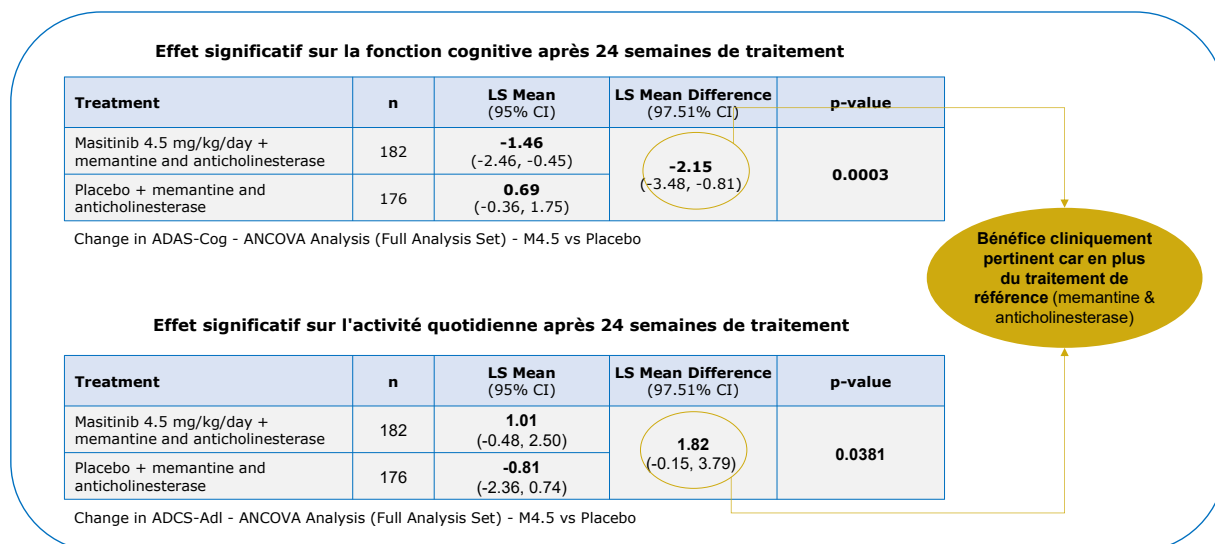 Effet significatif sur la fonction cognitive après 24 semaines de traitement
Treatment
n
LS Mean
(95% CI)
LS Mean Difference
(97.51% CI)
p-value
Masitinib 4.5 mg/kg/day +
memantine and anticholinesterase
182
-1.46
(-2.46, -0.45)
-2.15
(-3.48, -0.81)
0.0003
Placebo + memantine and
anticholinesterase
176
0.69
(-0.36, 1.75)
Change in ADAS-Cog - ANCOVA Analysis (Full Analysis Set) - M4.5 vs Placebo
Bénéfice cliniquement
pertinent car en plus
du traitement de
référence (memantine &
anticholinesterase)
Effet significatif sur l'activité quotidienne après 24 semaines de traitement
Treatment
n
LS Mean
(95% CI)
LS Mean Difference
(97.51% CI)
p-value
Masitinib 4.5 mg/kg/day +
memantine and anticholinesterase
182
1.01
(-0.48, 2.50)
1.82
(-0.15, 3.79)
0.0381
Placebo + memantine and
anticholinesterase
176
-0.81
(-2.36, 0.74)
Change in ADCS-Adl - ANCOVA Analysis (Full Analysis Set) - M4.5 vs Placebo